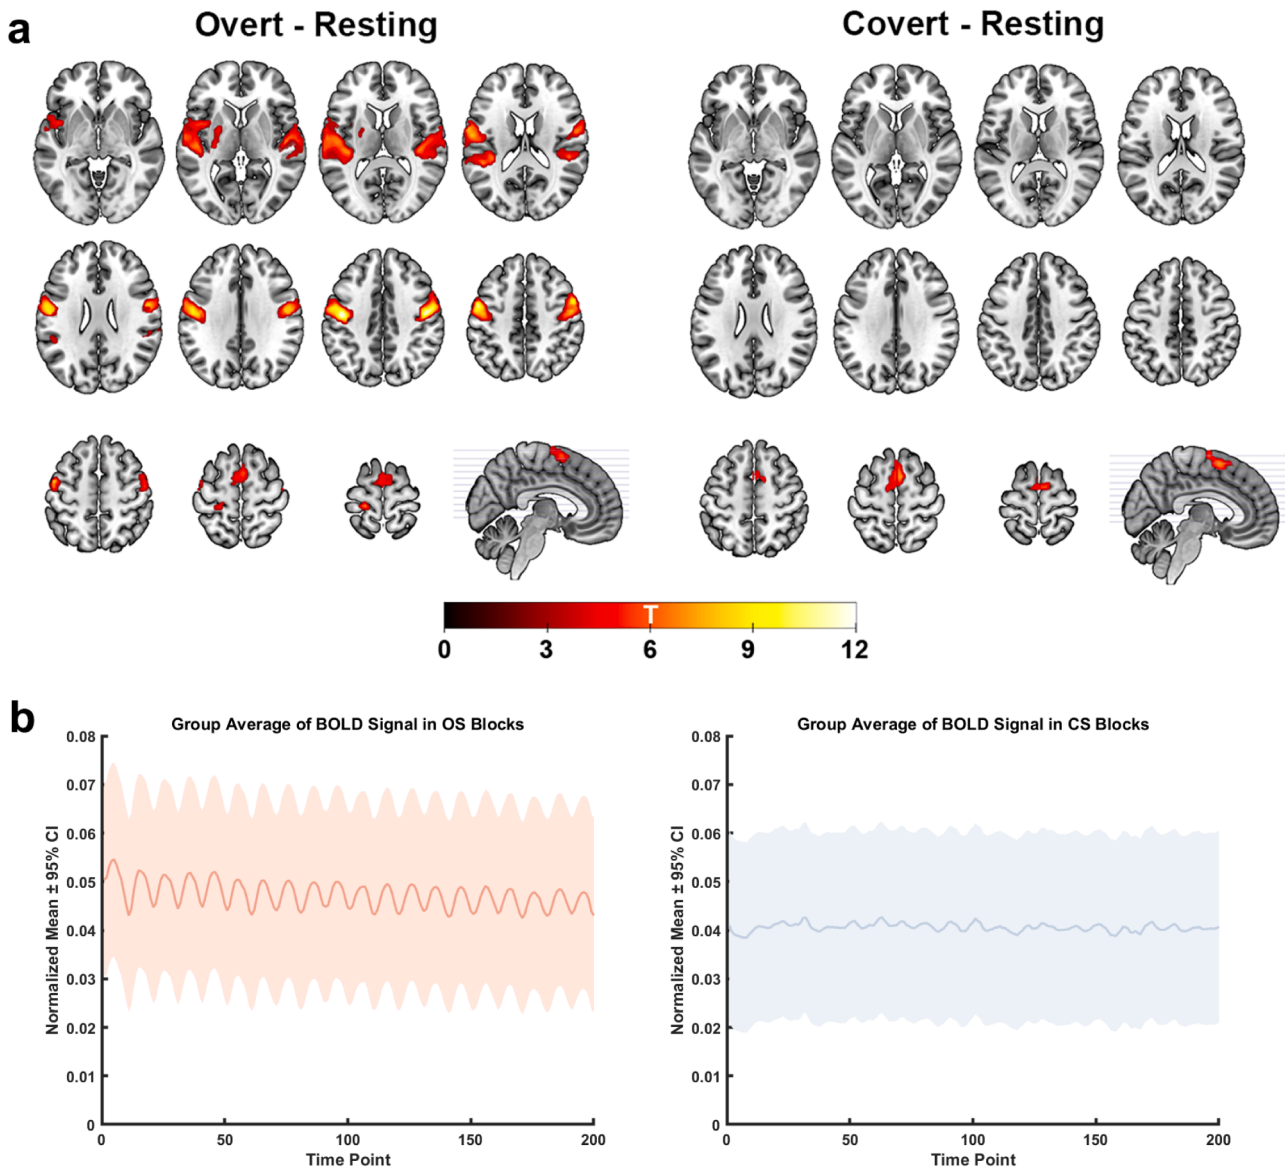 a
Overt - Resting
Covert - Resting
T
0 3 6 9 12
b
Group Average of BOLD Signal in OS Blocks
Normalized Mean ± 95% CI
0.08
0.07
0.06
0.05
0.04
0.03
0.02
0.01
0
0 50 100 150 200
Time Point
Group Average of BOLD Signal in CS Blocks
Normalized Mean ± 95% CI
0.08
0.07
0.06
0.05
0.04
0.03
0.02
0.01
0
0 50 100 150 200
Time Point